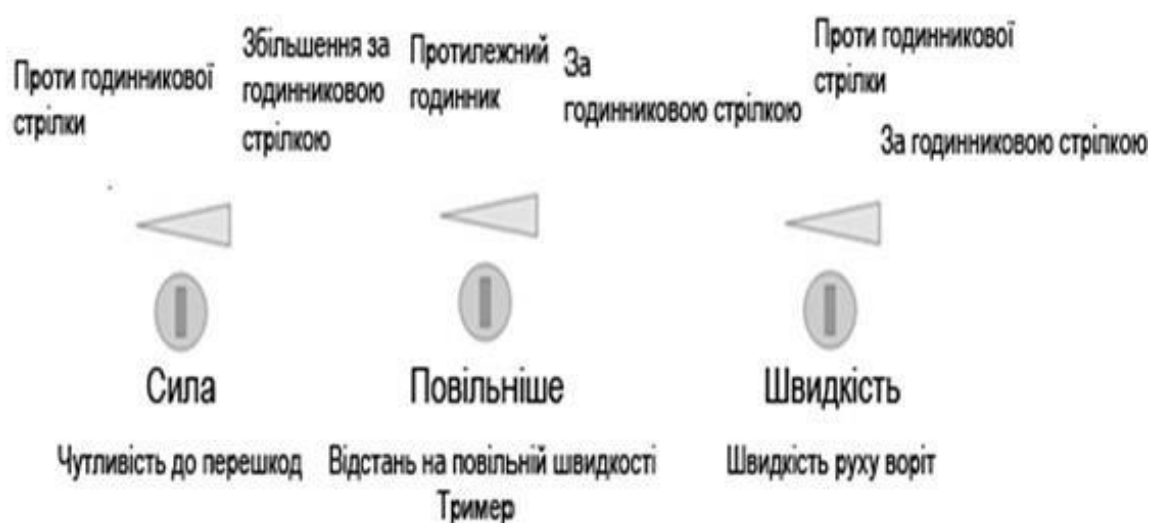 Проти годинникової
стрілки
Збільшення за
годинниковою
стрілкою
Протилежний
годинник
За
годинниковою стрілкою
Проти годинникової
стрілки
За годинниковою стрілкою
Сила
Повільніше
Швидкість
Чутливість до перешкод
Відстань на повільній швидкості
Тример
Швидкість руху воріт